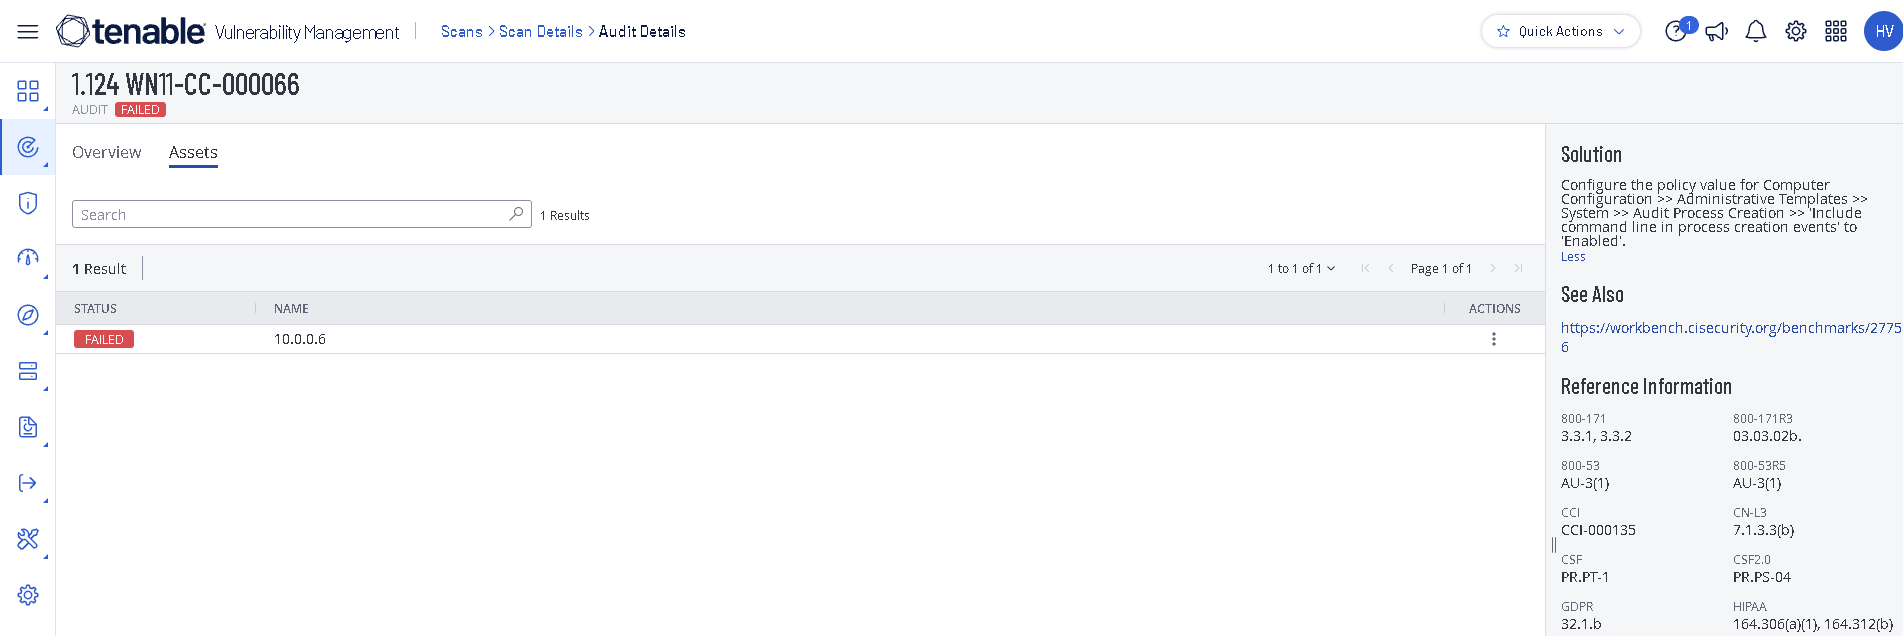 tenable Vulnerability Management
Scans > Scan Details > Audit Details
Quick Actions
1
HV
1.124 WN11-CC-000066
AUDIT FAILED
Overview Assets
Search
1 Results
1 Result
1 to 1 of 1
Page 1 of 1
STATUS NAME ACTIONS
FAILED 10.0.0.6
Solution
Configure the policy value for Computer
Configuration >> Administrative Templates >>
System >> Audit Process Creation >> 'Include
command line in process creation events' to
'Enabled'.
Less
See Also
https://workbench.cisecurity.org/benchmarks/2775
6
Reference Information
800-171 800-171R3
3.3.1, 3.3.2 03.03.02b.
800-53 800-53R5
AU-3(1) AU-3(1)
CCI CN-L3
CCI-000135 7.1.3.3(b)
CSF CSF2.0
PR.PT-1 PR.PS-04
GDPR HIPAA
32.1.b 164.306(a)(1), 164.312(b)